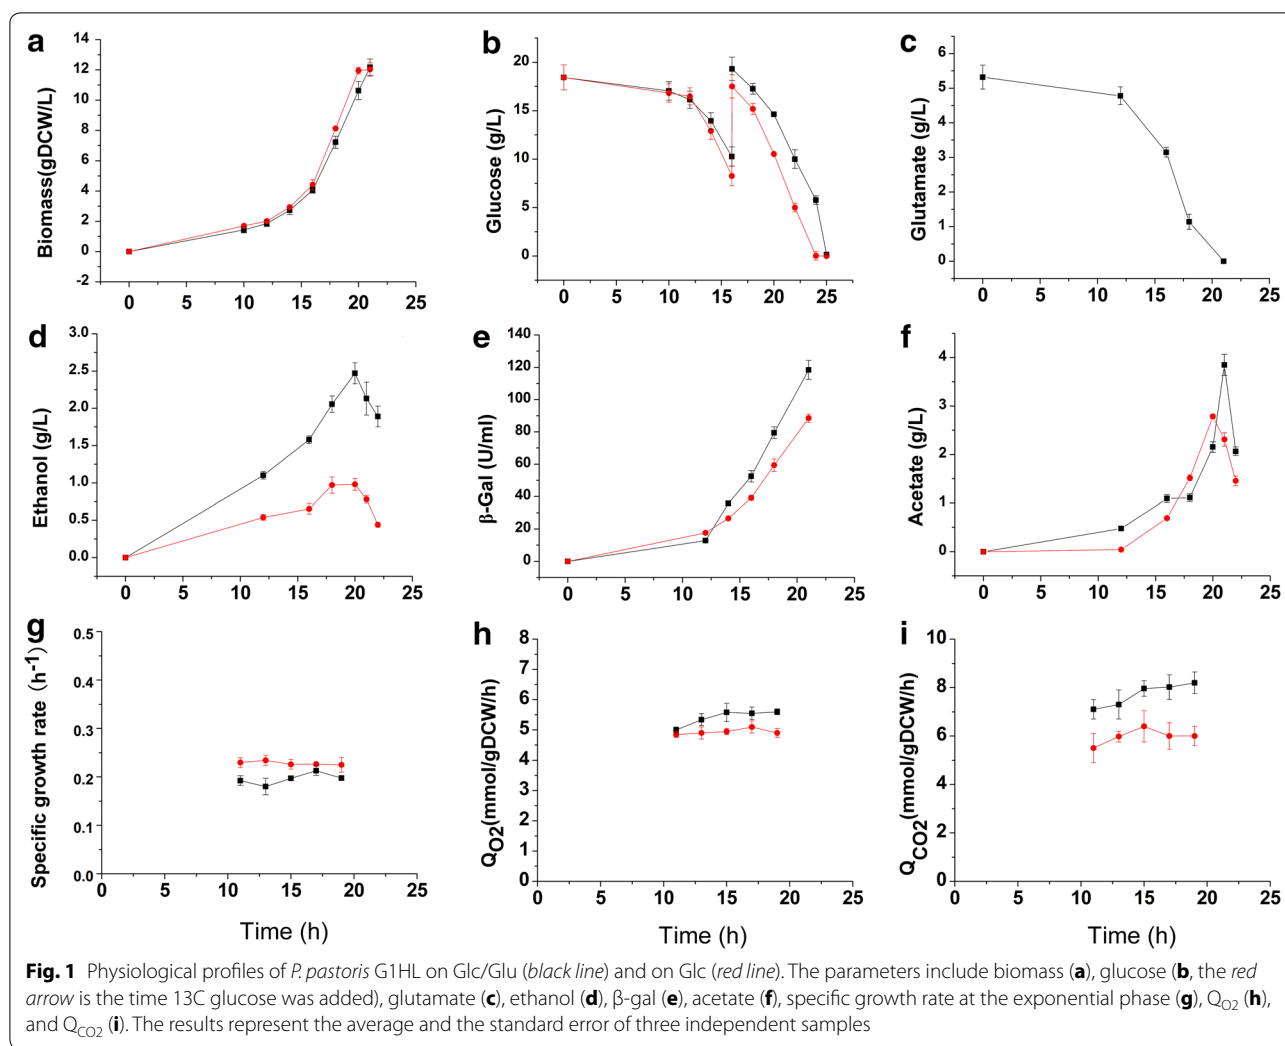 a
14
12
10
8
6
4
2
0
-2
Biomass(gDCW/L)
0 5 10 15 20 25
b
20
15
10
5
0
Glucose (g/L)
0 5 10 15 20 25
c
6
5
4
3
2
1
0
Glutamate (g/L)
0 5 10 15 20 25
d
3.0
2.5
2.0
1.5
1.0
0.5
0.0
Ethanol (g/L)
0 5 10 15 20 25
e
140
120
100
80
60
40
20
0
β-Gal (U/ml)
0 5 10 15 20 25
f
4
3
2
1
0
Acetate (g/L)
0 5 10 15 20 25
g
0.5
0.4
0.3
0.2
0.1
0.0
Specific growth rate (h-1)
0 5 10 15 20 25
Time (h)
h
8
7
6
5
4
3
2
1
0
QO2(mmol/gDCW/h)
0 5 10 15 20 25
Time (h)
i
10
8
6
4
2
0
QCO2(mmol/gDCW/h)
0 5 10 15 20 25
Time (h)
Fig. 1 Physiological profiles of P. pastoris G1HL on Glc/Glu (black line) and on Glc (red line). The parameters include biomass (a), glucose (b, the red
arrow is the time 13C glucose was added), glutamate (c), ethanol (d), β-gal (e), acetate (f), specific growth rate at the exponential phase (g), QO2 (h),
and QCO2 (i). The results represent the average and the standard error of three independent samples